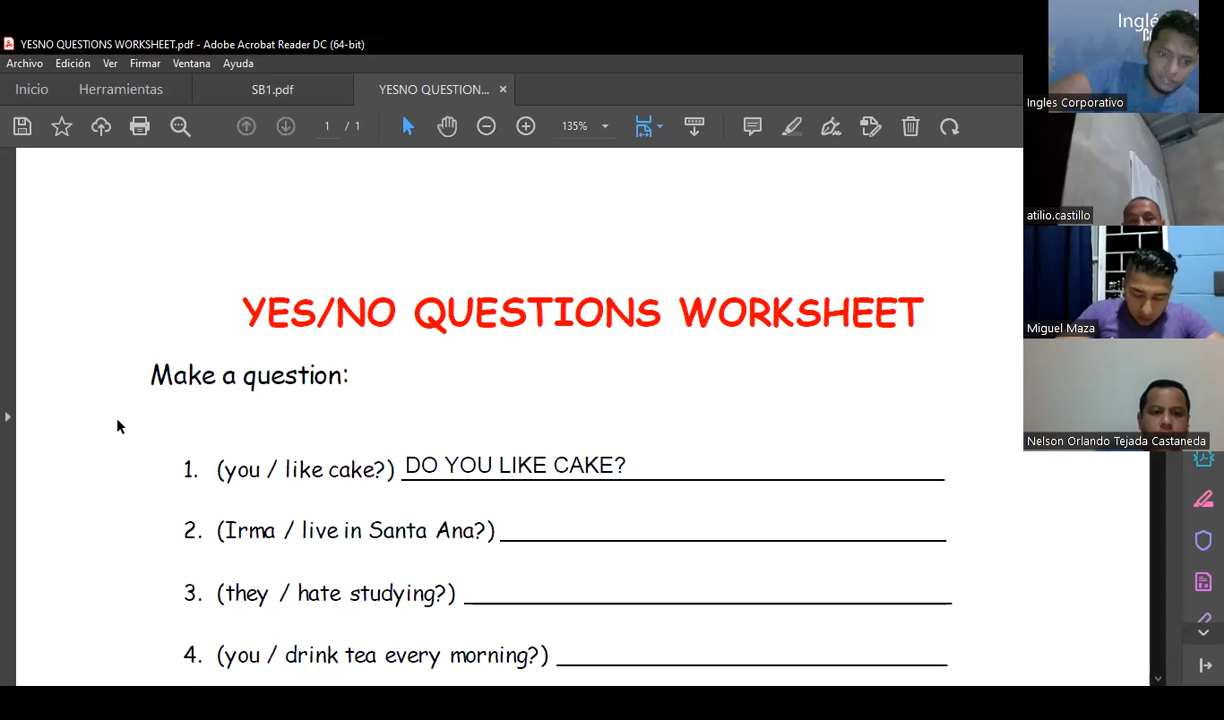 YESNO QUESTIONS WORKSHEET.pdf - Adobe Acrobat Reader DC (64-bit)
Archivo Edición Ver Firmar Ventana Ayuda
Inicio Herramientas SB1.pdf YESNO QUESTION... ×
1 / 1 135%
YES/NO QUESTIONS WORKSHEET
Make a question:
1. (you / like cake?) DO YOU LIKE CAKE?
2. (Irma / live in Santa Ana?)
3. (they / hate studying?)
4. (you / drink tea every morning?)
Ingles Corporativo
atilio.castillo
Miguel Maza
Nelson Orlando Tejada Castaneda